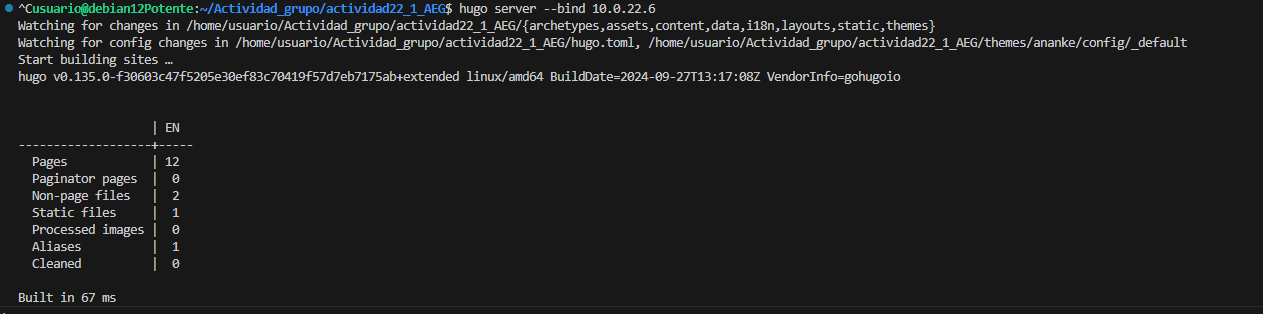 ^Cusuario@debian12Potente:~/Actividad_grupo/actividad22_1_AEG$ hugo server --bind 10.0.22.6
Watching for changes in /home/usuario/Actividad_grupo/actividad22_1_AEG/{archetypes,assets,content,data,i18n,layouts,static,themes}
Watching for config changes in /home/usuario/Actividad_grupo/actividad22_1_AEG/hugo.toml, /home/usuario/Actividad_grupo/actividad22_1_AEG/themes/ananke/config/_default
Start building sites …
hugo v0.135.0-f30603c47f5205e30ef83c70419f57d7eb7175ab+extended linux/amd64 BuildDate=2024-09-27T13:17:08Z VendorInfo=gohugoio
                   | EN
-------------------+-----
  Pages            | 12
  Paginator pages  |  0
  Non-page files   |  2
  Static files     |  1
  Processed images |  0
  Aliases          |  1
  Cleaned          |  0
Built in 67 ms